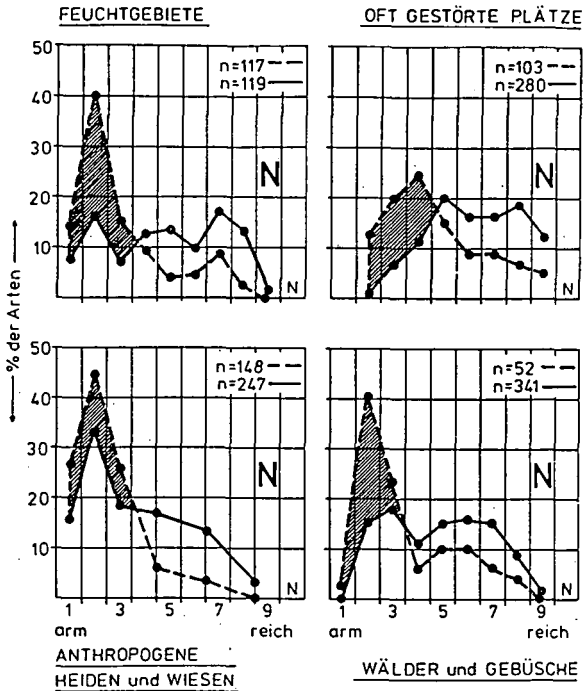 FEUCHTGEBIETE
OFT GESTÖRTE PLÄTZE
50
40
30
20
10
n=117
n=119
N
N
n=103
n=280
N
N
% der Arten
50
40
30
20
10
n=148
n=247
N
N
n=52
n=341
N
N
1 3 5 7 9
arm reich
1 3 5 7 9
arm reich
ANTHROPOGENE
HEIDEN und WIESEN
WÄLDER und GEBÜSCHE